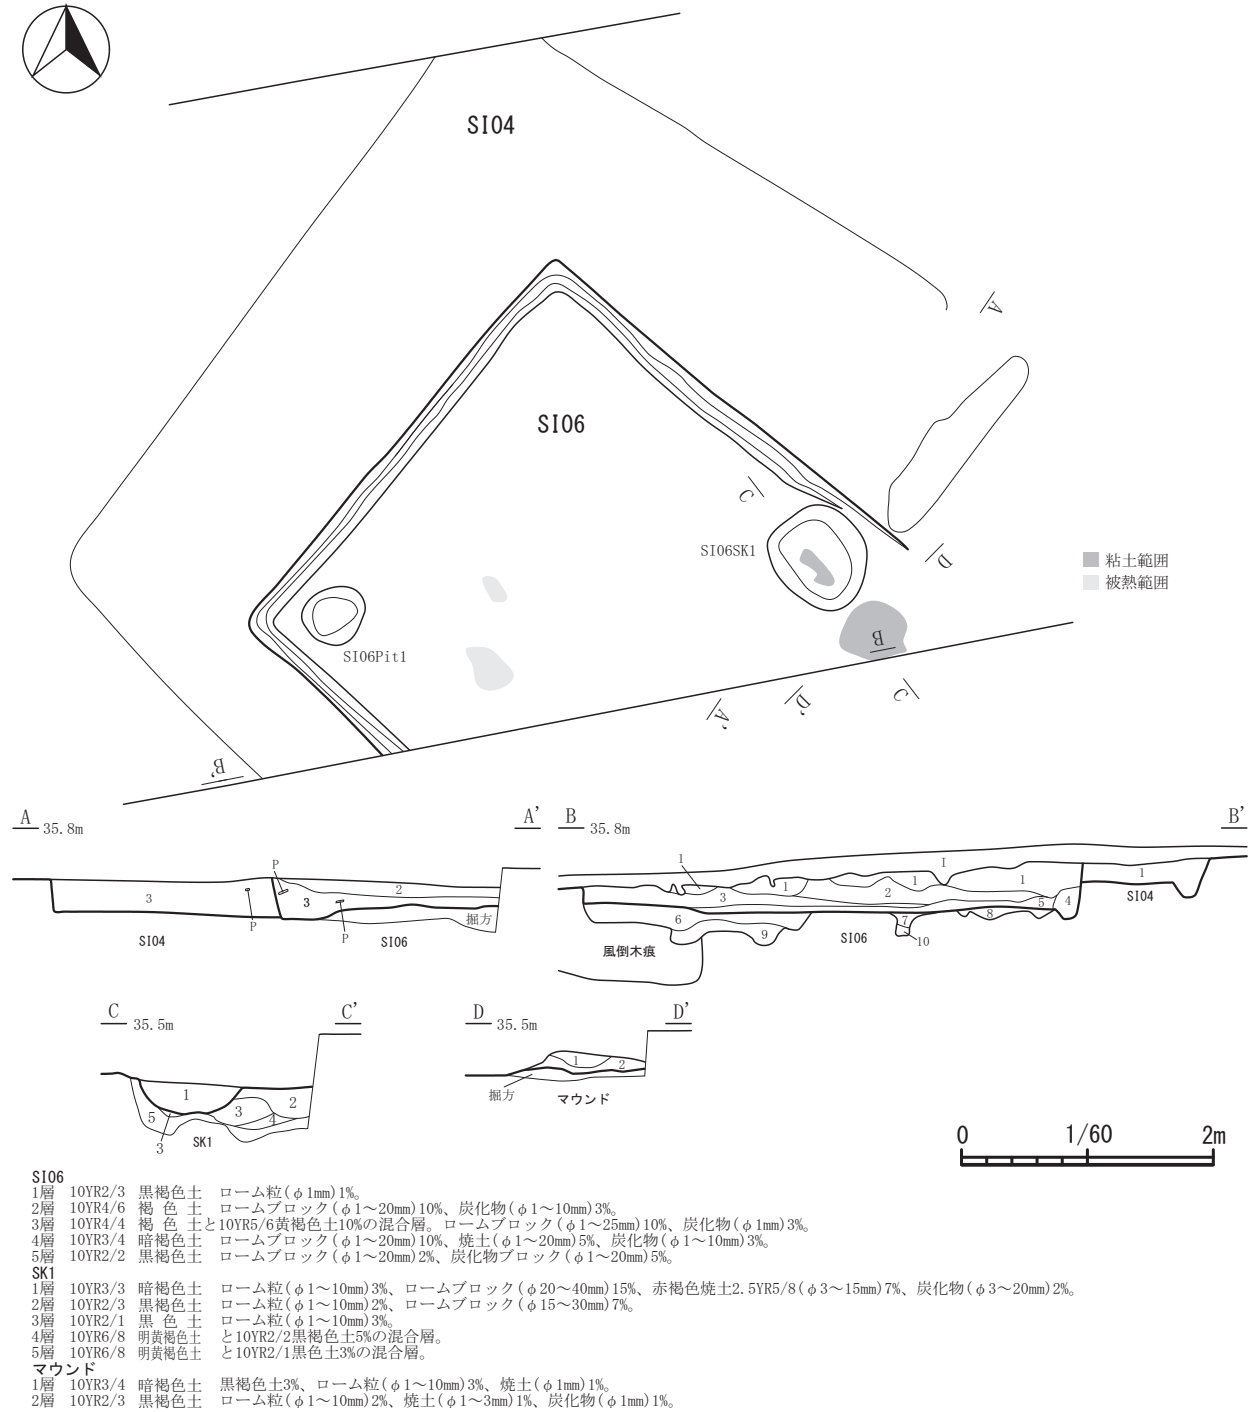 SI04
A
SI06
C
SI06SK1
D
粘土範囲
被熱範囲
B
SI06Pit1
C'
A'
D'
B'
A 35.8m A'
P
3
3
2
P
P
掘方
SI04
SI06
B 35.8m B'
1
I
1
1
1
1
3
2
5
4
SI04
6
7
8
9
10
SI06
風倒木痕
C 35.5m C'
1
2
3
4
5
3
SK1
D 35.5m D'
1
2
掘方
マウンド
0 1/60 2m
SI06
1層 10YR2/3 黒褐色土 ローム粒(φ1mm)1%。
2層 10YR4/6 褐 色 土 ロームブロック(φ1～20mm)10%、炭化物(φ1～10mm)3%。
3層 10YR4/4 褐 色 土と10YR5/6黄褐色土10%の混合層。ロームブロック(φ1～25mm)10%、炭化物(φ1mm)3%。
4層 10YR3/4 暗褐色土 ロームブロック(φ1～20mm)10%、焼土(φ1～20mm)5%、炭化物(φ1～10mm)3%。
5層 10YR2/2 黒褐色土 ロームブロック(φ1～20mm)2%、炭化物ブロック(φ1～20mm)5%。
SK1
1層 10YR3/3 暗褐色土 ローム粒(φ1～10mm)3%、ロームブロック(φ20～40mm)15%、赤褐色焼土2.5YR5/8(φ3～15mm)7%、炭化物(φ3～20mm)2%。
2層 10YR2/3 黒褐色土 ローム粒(φ1～10mm)2%、ロームブロック(φ15～30mm)7%。
3層 10YR2/1 黒 色 土 ローム粒(φ1～10mm)3%。
4層 10YR6/8 明黄褐色土 と10YR2/2黒褐色土5%の混合層。
5層 10YR6/8 明黄褐色土 と10YR2/1黒色土3%の混合層。
マウンド
1層 10YR3/4 暗褐色土 黒褐色土3%、ローム粒(φ1～10mm)3%、焼土(φ1mm)1%。
2層 10YR2/3 黒褐色土 ローム粒(φ1～10mm)2%、焼土(φ1～3mm)1%、炭化物(φ1mm)1%。